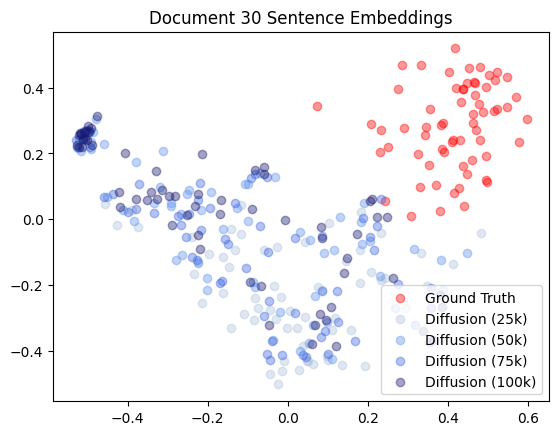 Document 30 Sentence Embeddings
0.4
0.2
0.0
−0.2
−0.4
Ground Truth
Diffusion (25k)
Diffusion (50k)
Diffusion (75k)
Diffusion (100k)
−0.4 −0.2 0.0 0.2 0.4 0.6